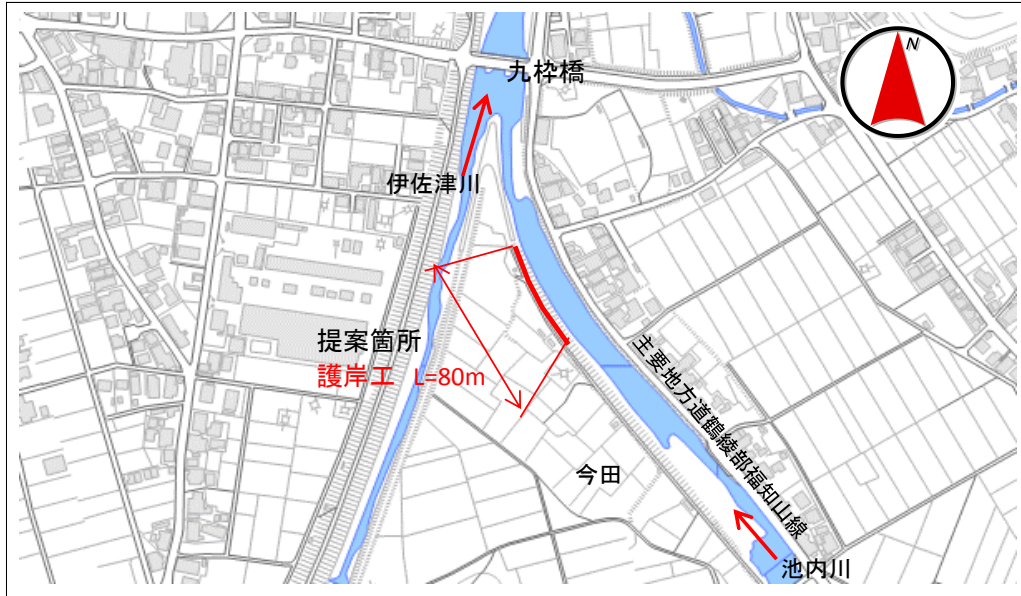 九枠橋
N
伊佐津川
提案箇所
護岸工 L=80m
主要地方道鶴綾部福知山線
今田
池内川